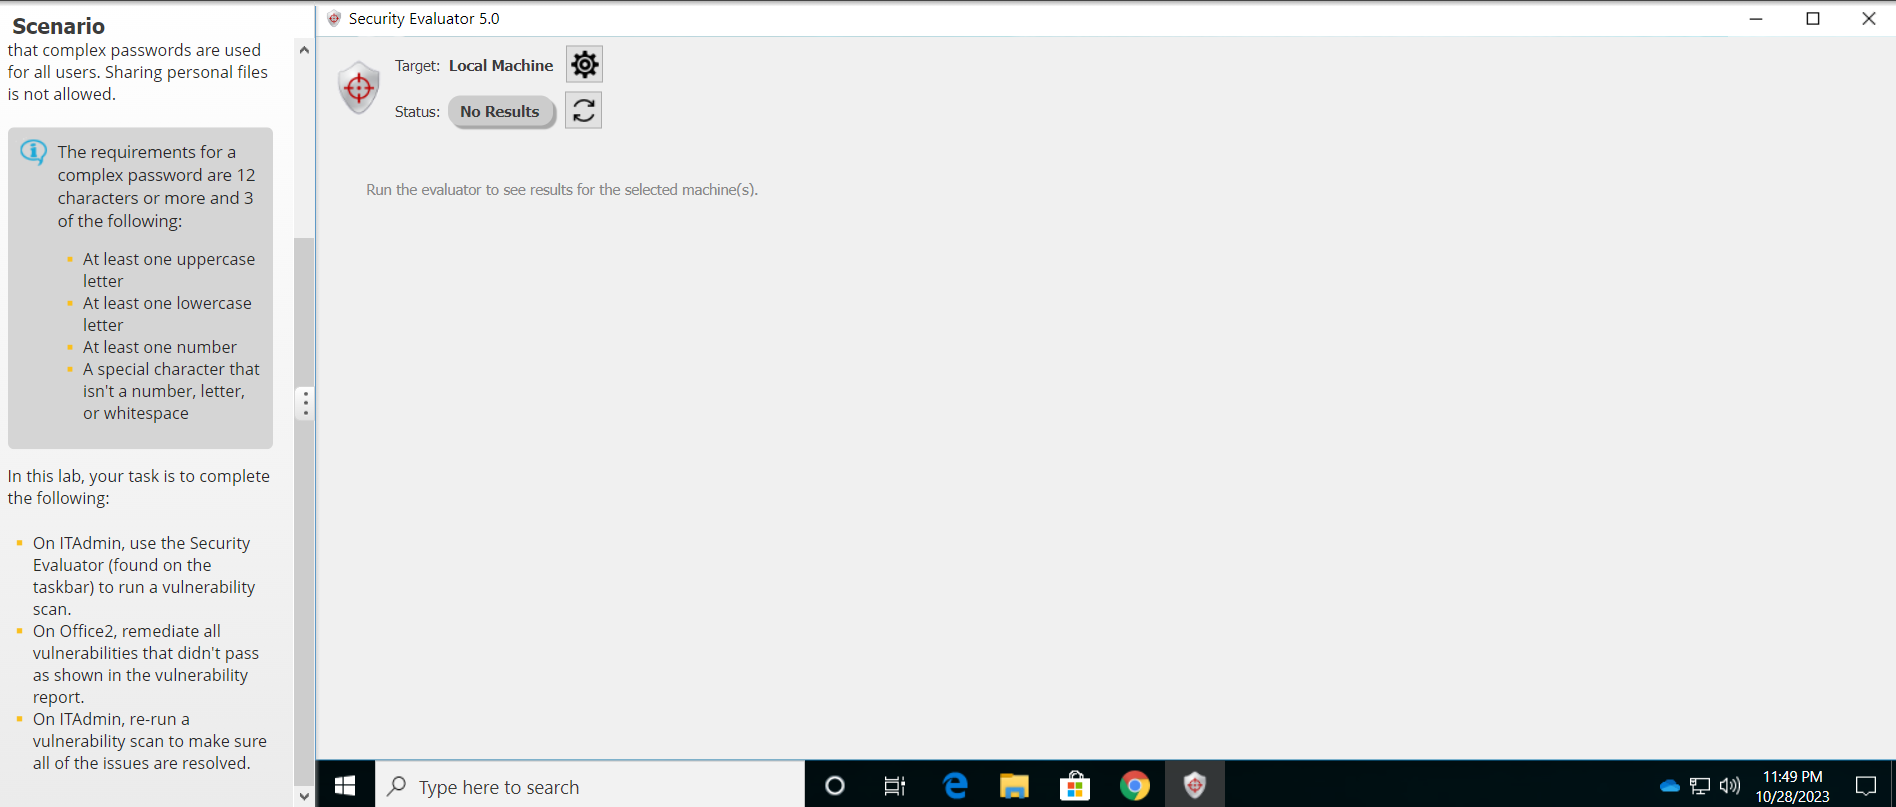 Scenario
that complex passwords are used
for all users. Sharing personal files
is not allowed.
The requirements for a
complex password are 12
characters or more and 3
of the following:
At least one uppercase
letter
At least one lowercase
letter
At least one number
A special character that
isn't a number, letter,
or whitespace
In this lab, your task is to complete
the following:
On ITAdmin, use the Security
Evaluator (found on the
taskbar) to run a vulnerability
scan.
On Office2, remediate all
vulnerabilities that didn't pass
as shown in the vulnerability
report.
On ITAdmin, re-run a
vulnerability scan to make sure
all of the issues are resolved.
Security Evaluator 5.0
Target: Local Machine
Status: No Results
Run the evaluator to see results for the selected machine(s).
Type here to search
11:49 PM
10/28/2023